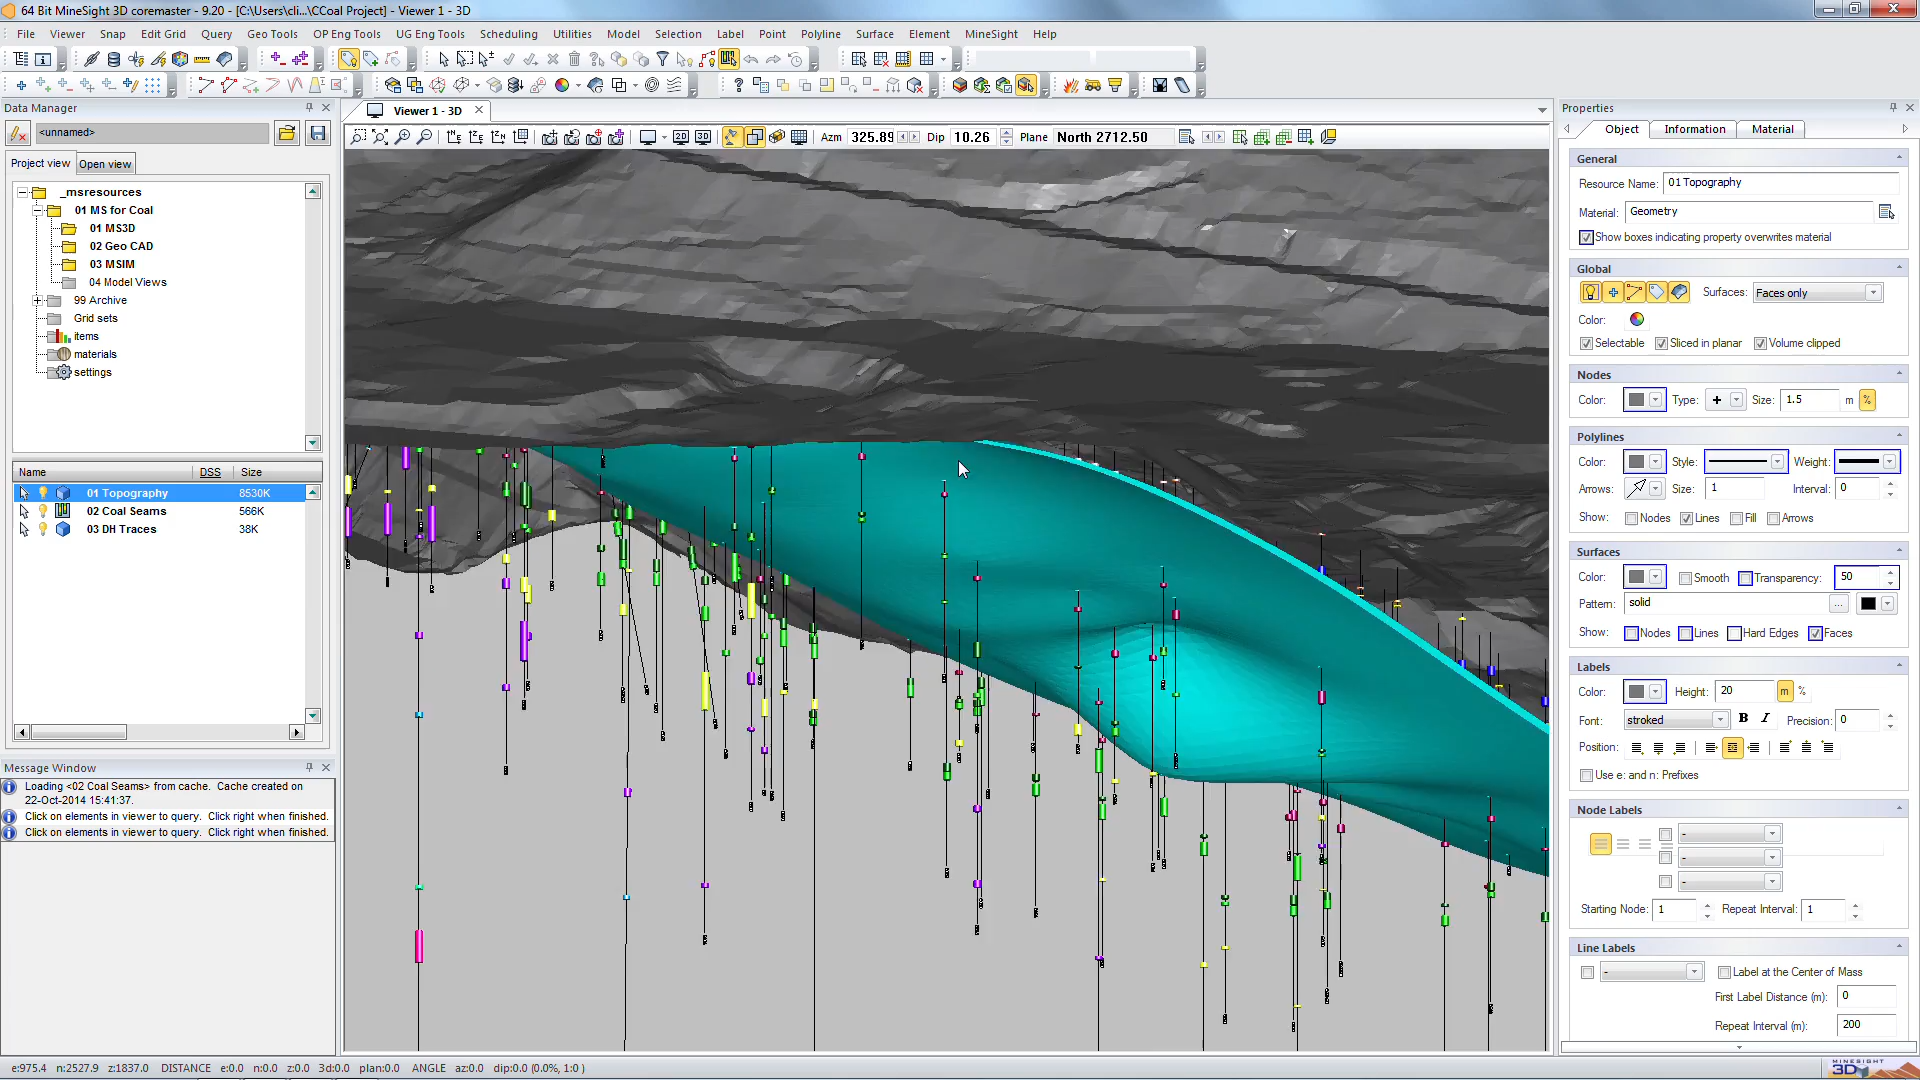 64 Bit MineSight 3D coremaster - 9.20 - [C:\Users\cli...\CCoal Project] - Viewer 1 - 3D
File Viewer Snap Edit Grid Query Geo Tools OP Eng Tools UG Eng Tools Scheduling Utilities Model Selection Label Point Polyline Surface Element MineSight Help
Data Manager
<unnamed>
Project view Open view
_msresources
01 MS for Coal
01 MS3D
02 Geo CAD
03 MSIM
04 Model Views
99 Archive
Grid sets
items
materials
settings
Name DSS Size
01 Topography 8530K
02 Coal Seams 566K
03 DH Traces 38K
Message Window
Loading <02 Coal Seams> from cache. Cache created on
22-Oct-2014 15:41:37.
Click on elements in viewer to query. Click right when finished.
Click on elements in viewer to query. Click right when finished.
Viewer 1 - 3D
2D 3D Azm 325.89 Dip 10.26 Plane North 2712.50
Properties
Object Information Material
General
Resource Name: 01 Topography
Material: Geometry
Show boxes indicating property overwrites material
Global
Surfaces: Faces only
Color:
Selectable Sliced in planar Volume clipped
Nodes
Color: Type: Size: 1.5 m %
Polylines
Color: Style: Weight:
Arrows: Size: 1 Interval: 0
Show: Nodes Lines Fill Arrows
Surfaces
Color: Smooth Transparency: 50
Pattern: solid ...
Show: Nodes Lines Hard Edges Faces
Labels
Color: Height: 20 m %
Font: stroked B I Precision: 0
Position:
Use e: and n: Prefixes
Node Labels
-
-
-
Starting Node: 1 Repeat Interval: 1
Line Labels
- Label at the Center of Mass
First Label Distance (m): 0
Repeat Interval (m): 200
e:975.4 n:2527.9 z:1837.0 DISTANCE e:0.0 n:0.0 z:0.0 3d:0.0 plan:0.0 ANGLE az:0.0 dip:0.0 (0.0%, 1:0 )
MINESIGHT
3D